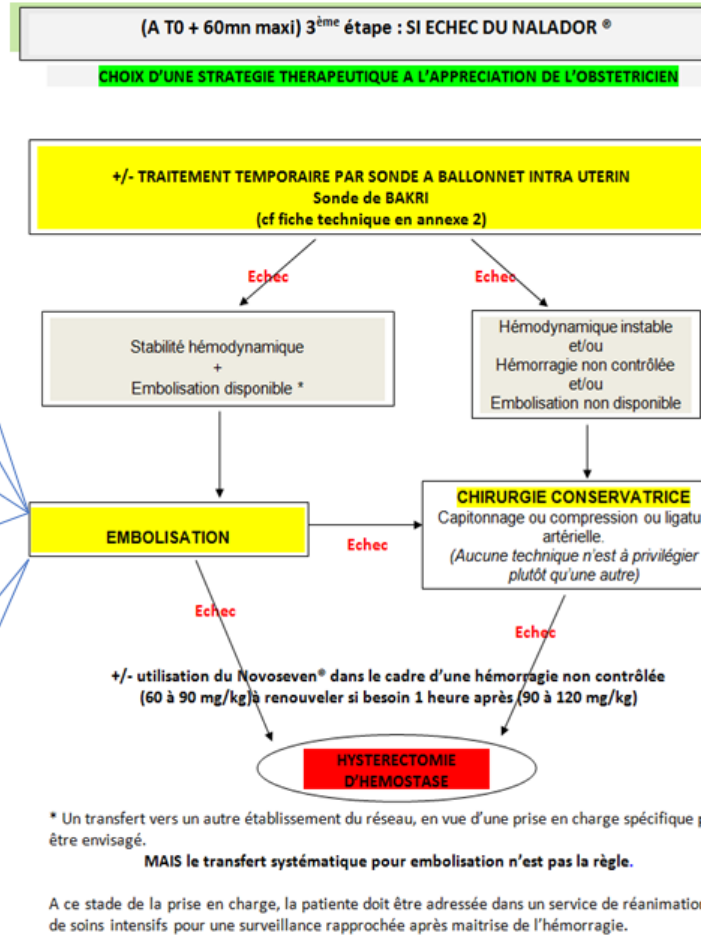 (A T0 + 60mn maxi) 3ème étape : SI ECHEC DU NALADOR ®
CHOIX D'UNE STRATEGIE THERAPEUTIQUE A L'APPRECIATION DE L'OBSTETRICIEN
+/- TRAITEMENT TEMPORAIRE PAR SONDE A BALLONNET INTRA UTERIN
Sonde de BAKRI
(cf fiche technique en annexe 2)
Echec
Echec
Stabilité hémodynamique
+
Embolisation disponible *
Hémodynamique instable
et/ou
Hémorragie non contrôlée
et/ou
Embolisation non disponible
EMBOLISATION
Echec
CHIRURGIE CONSERVATRICE
Capitonnage ou compression ou ligatu
artérielle.
(Aucune technique n'est à privilégier
plutôt qu'une autre)
Echec
Echec
+/- utilisation du Novoseven® dans le cadre d'une hémorragie non contrôlée
(60 à 90 mg/kg)à renouveler si besoin 1 heure après (90 à 120 mg/kg)
HYSTERECTOMIE
D'HEMOSTASE
* Un transfert vers un autre établissement du réseau, en vue d'une prise en charge spécifique p
être envisagé.
MAIS le transfert systématique pour embolisation n'est pas la règle.
A ce stade de la prise en charge, la patiente doit être adressée dans un service de réanimation
de soins intensifs pour une surveillance rapprochée après maitrise de l'hémorragie.